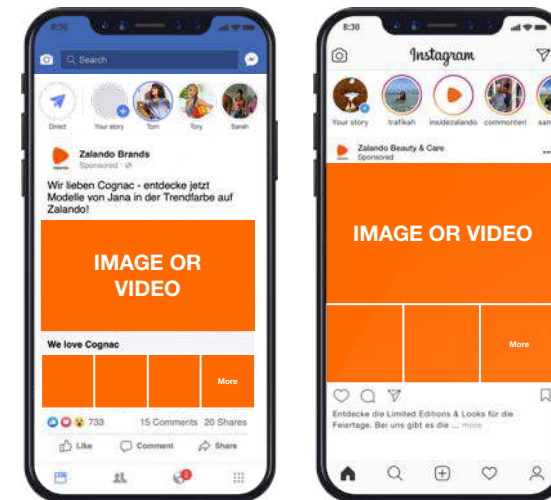 8:30
Search
Direct
Your story
Tom
Tory
Sarah
Zalando Brands
Sponsored
Wir lieben Cognac - entdecke jetzt
Modelle von Jana in der Trendfarbe auf
Zalando!
IMAGE OR
VIDEO
We love Cognac
More
733
15 Comments
20 Shares
Like
Comment
Share
2
8:30
Instagram
Your story
trafikah
insidezalando
commonteri
sam
Zalando Beauty & Care
Sponsored
IMAGE OR VIDEO
More
Entdecke die Limited Editions & Looks für die
Feiertage. Bei uns gibt es die ... more